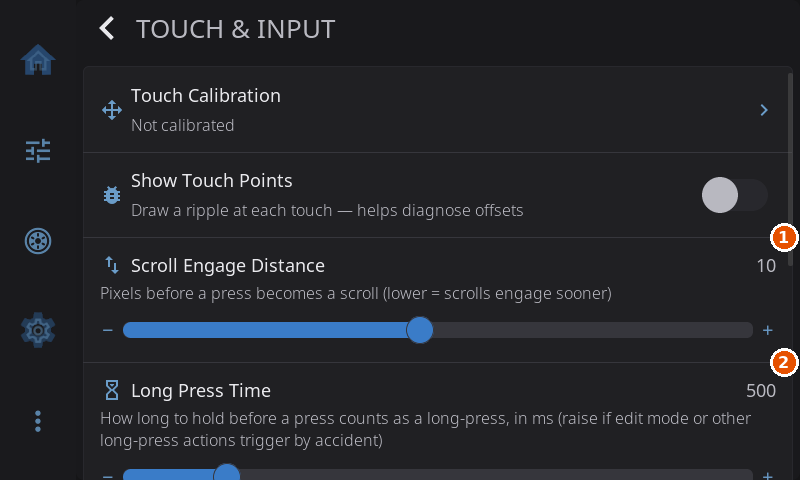 TOUCH & INPUT
Touch Calibration
Not calibrated
Show Touch Points
Draw a ripple at each touch — helps diagnose offsets
1
Scroll Engage Distance 10
Pixels before a press becomes a scroll (lower = scrolls engage sooner)
− +
2
Long Press Time 500
How long to hold before a press counts as a long-press, in ms (raise if edit mode or other
long-press actions trigger by accident)
− +